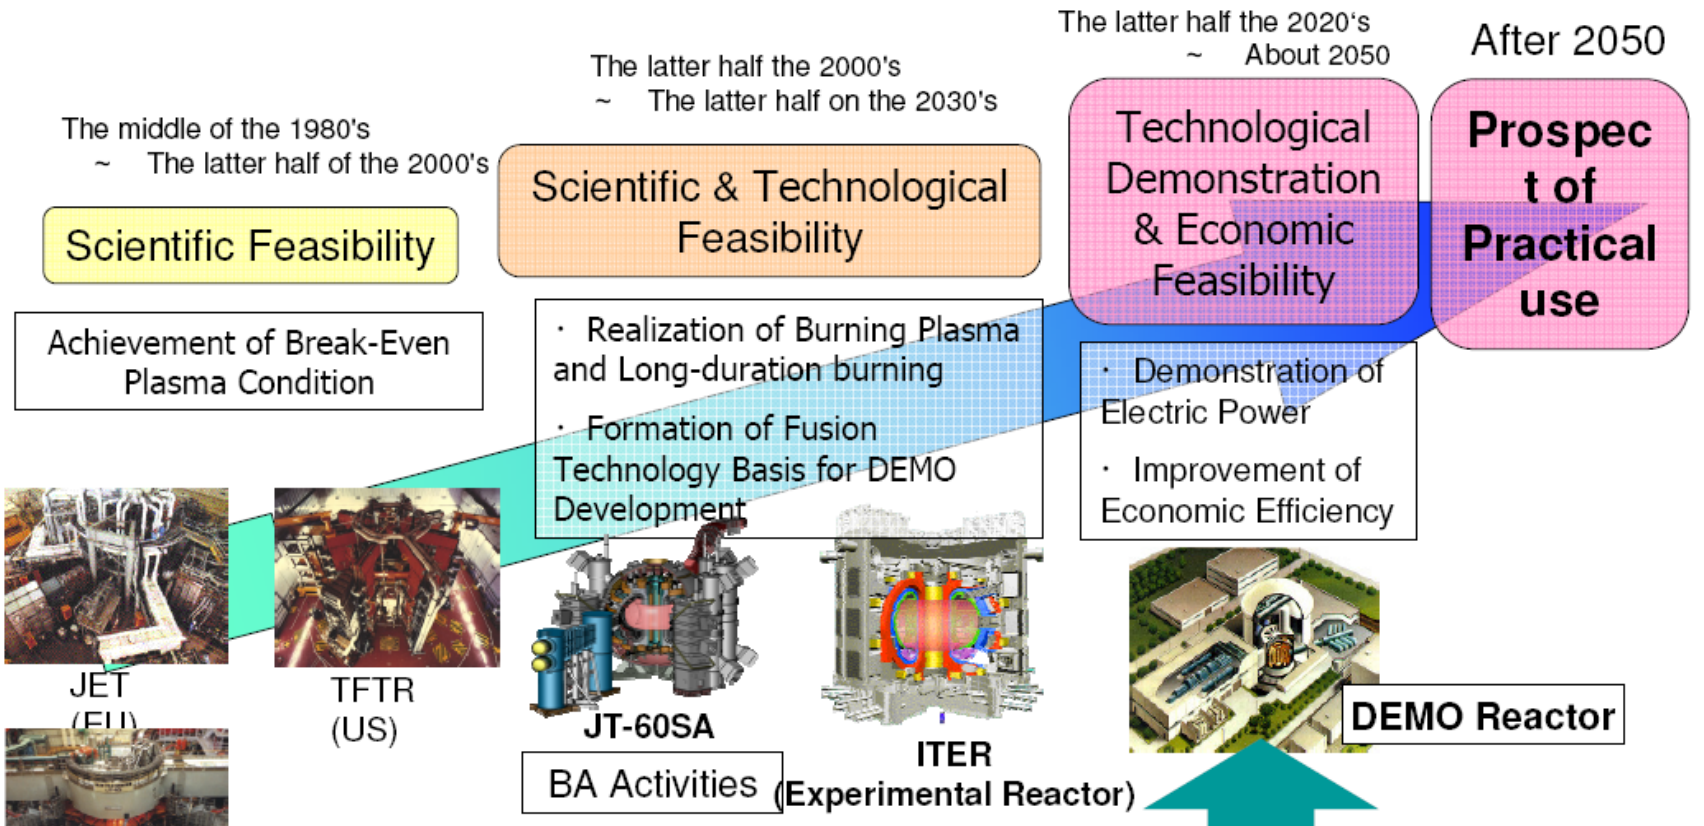 The middle of the 1980's
~ The latter half of the 2000's
Scientific Feasibility
Achievement of Break-Even
Plasma Condition
The latter half the 2000's
~ The latter half on the 2030's
Scientific & Technological
Feasibility
· Realization of Burning Plasma
and Long-duration burning
· Formation of Fusion
Technology Basis for DEMO
Development
The latter half the 2020‘s
~ About 2050
Technological
Demonstration
& Economic
Feasibility
· Demonstration of
Electric Power
· Improvement of
Economic Efficiency
After 2050
Prospec
t of
Practical
use
JET
(EU)
TFTR
(US)
JT-60SA
BA Activities
ITER
(Experimental Reactor)
DEMO Reactor